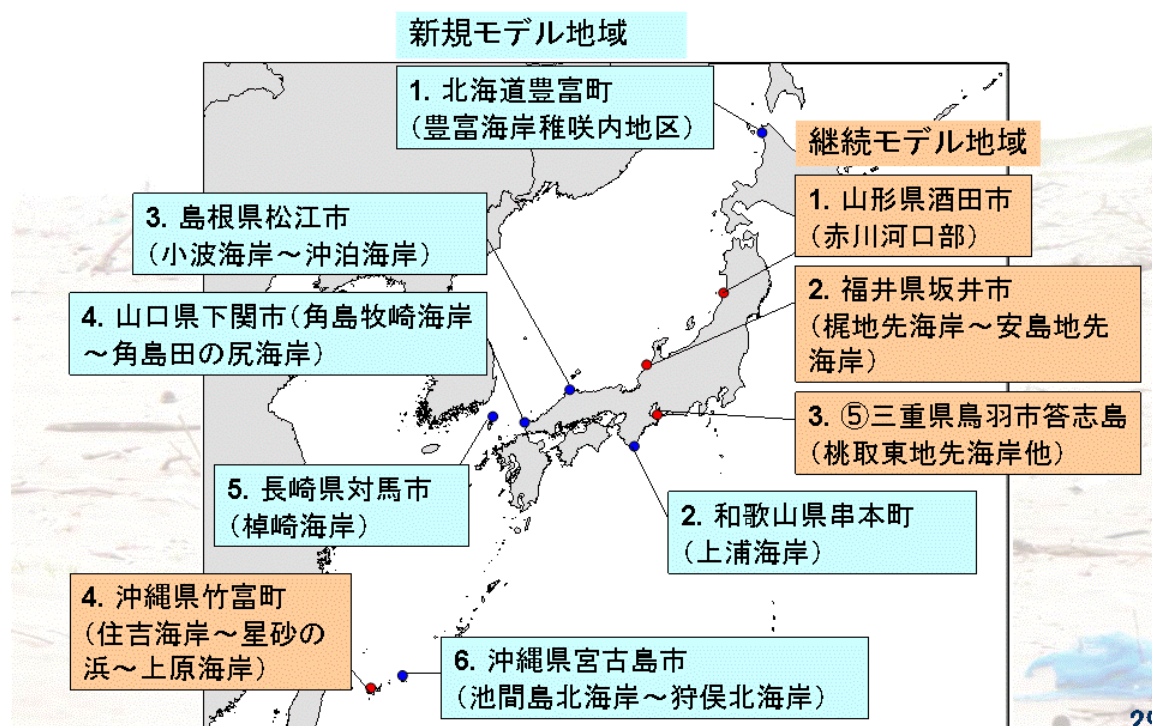 新規モデル地域
1. 北海道豊富町
（豊富海岸稚咲内地区）
継続モデル地域
1. 山形県酒田市
（赤川河口部）
3. 島根県松江市
（小波海岸～沖泊海岸）
2. 福井県坂井市
（梶地先海岸～安島地先
海岸）
4. 山口県下関市（角島牧崎海岸
～角島田の尻海岸）
3. ⑤三重県鳥羽市答志島
（桃取東地先海岸他）
5. 長崎県対馬市
（棹崎海岸）
2. 和歌山県串本町
（上浦海岸）
4. 沖縄県竹富町
（住吉海岸～星砂の
浜～上原海岸）
6. 沖縄県宮古島市
（池間島北海岸～狩俣北海岸）